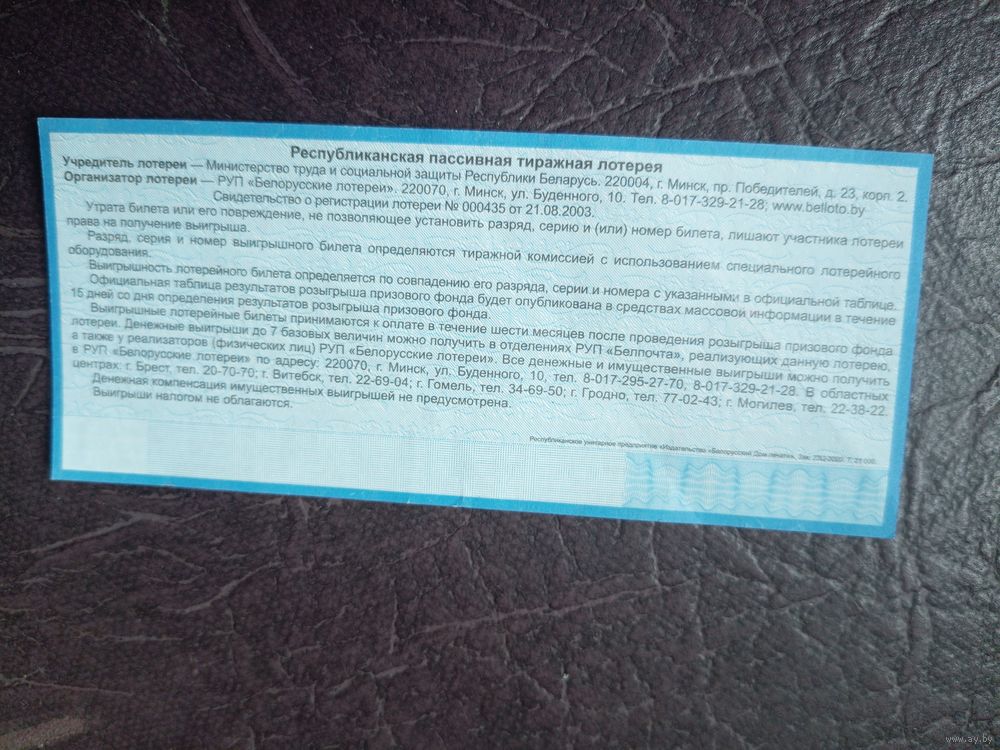 Республиканская пассивная тиражная лотерея
Учредитель лотереи — Министерство труда и социальной защиты Республики Беларусь. 220004, г. Минск, пр. Победителей, д. 23, корп. 2.
Организатор лотереи — РУП «Белорусские лотереи». 220070, г. Минск, ул. Буденного, 10. Тел. 8-017-329-21-28; www.belloto.by
Свидетельство о регистрации лотереи № 000435 от 21.08.2003.
Утрата билета или его повреждение, не позволяющее установить разряд, серию и (или) номер билета, лишают участника лотереи
права на получение выигрыша.
Разряд, серия и номер выигрышного билета определяются тиражной комиссией с использованием специального лотерейного
оборудования.
Выигрышность лотерейного билета определяется по совпадению его разряда, серии и номера с указанными в официальной таблице.
Официальная таблица результатов розыгрыша призового фонда будет опубликована в средствах массовой информации в течение
15 дней со дня определения результатов розыгрыша призового фонда.
Выигрышные лотерейные билеты принимаются к оплате в течение шести месяцев после проведения розыгрыша призового фонда
лотереи. Денежные выигрыши до 7 базовых величин можно получить в отделениях РУП «Белпочта», реализующих данную лотерею,
а также у реализаторов (физических лиц) РУП «Белорусские лотереи». Все денежные и имущественные выигрыши можно получить
в РУП «Белорусские лотереи» по адресу: 220070, г. Минск, ул. Буденного, 10, тел. 8-017-295-27-70, 8-017-329-21-28. В областных
центрах: г. Брест, тел. 20-70-70; г. Витебск, тел. 22-69-04; г. Гомель, тел. 34-69-50; г. Гродно, тел. 77-02-43; г. Могилев, тел. 22-38-22.
Денежная компенсация имущественных выигрышей не предусмотрена.
Выигрыши налогом не облагаются.
Республиканское унитарное предприятие «Издательство «Белорусский Дом печати».
www.ay.by